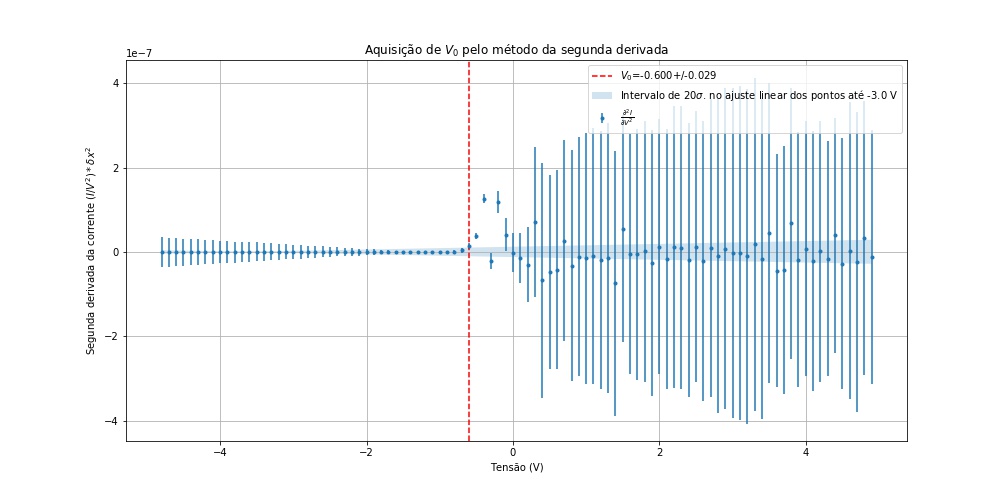 Aquisição de V₀ pelo método da segunda derivada
1e−7
V₀=-0.600+/-0.029
Intervalo de 20σ. no ajuste linear dos pontos até -3.0 V
∂²I/∂V²
Segunda derivada da corrente (I/V²) * δx²
4
2
0
−2
−4
−4 −2 0 2 4
Tensão (V)